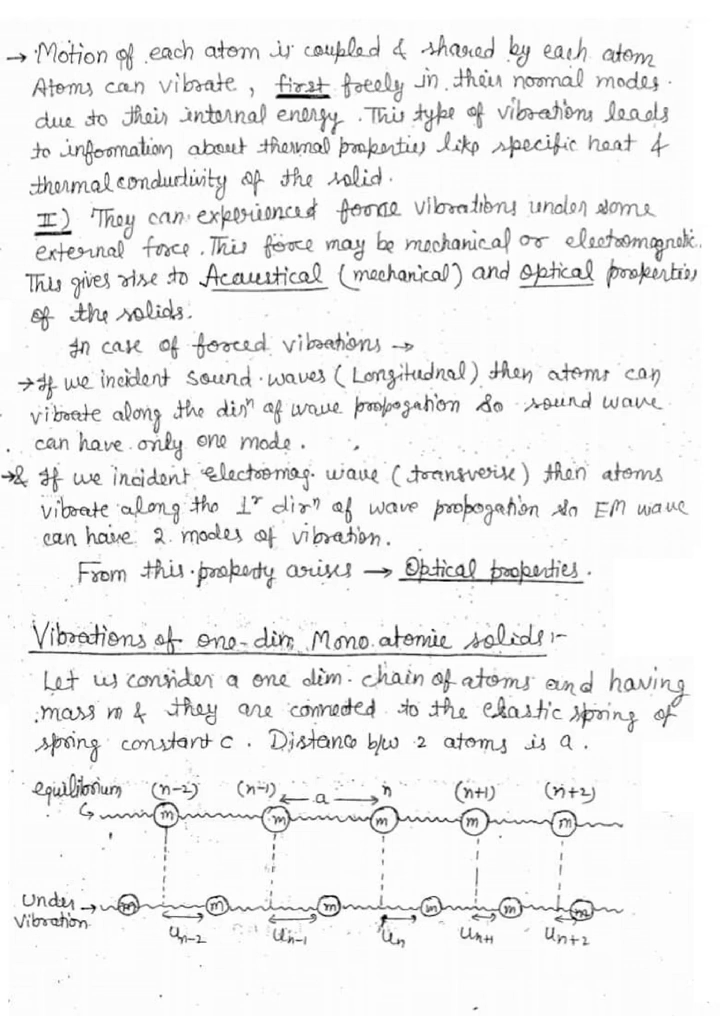 → Motion of each atom is coupled & shared by each atom
Atoms can vibrate, first freely in their normal modes.
due to their internal energy. This type of vibrations leads
to information about thermal properties like specific heat &
thermal conductivity of the solid.
II) They can experienced force vibrations under some
external force. This force may be mechanical or electromagnetic.
This gives rise to Acaustical (mechanical) and optical properties
of the solids.
In case of forced vibrations →
→ If we incident sound waves (Longitudnal) then atoms can
vibrate along the dirⁿ of wave propogation so sound wave
can have only one mode.
→ & If we incident electromag. wave (transverse) then atoms
vibrate along the ⊥ʳ dirⁿ of wave propogation so EM wave
can have 2 modes of vibration.
From this property arises → Optical properties.
Vibrations of one-dim Mono atomic solids:-
Let us consider a one dim. chain of atoms and having
mass m & they are connected to the elastic spring of
spring constant c. Distance b/w 2 atoms is a.
equilibrium (n-2) (n-1) ← a → n (n+1) (n+2)
m m m m m
Under → m m m m m m
Vibration
Uₙ₋₂ Uₙ₋₁ Uₙ Uₙ₊₁ Uₙ₊₂